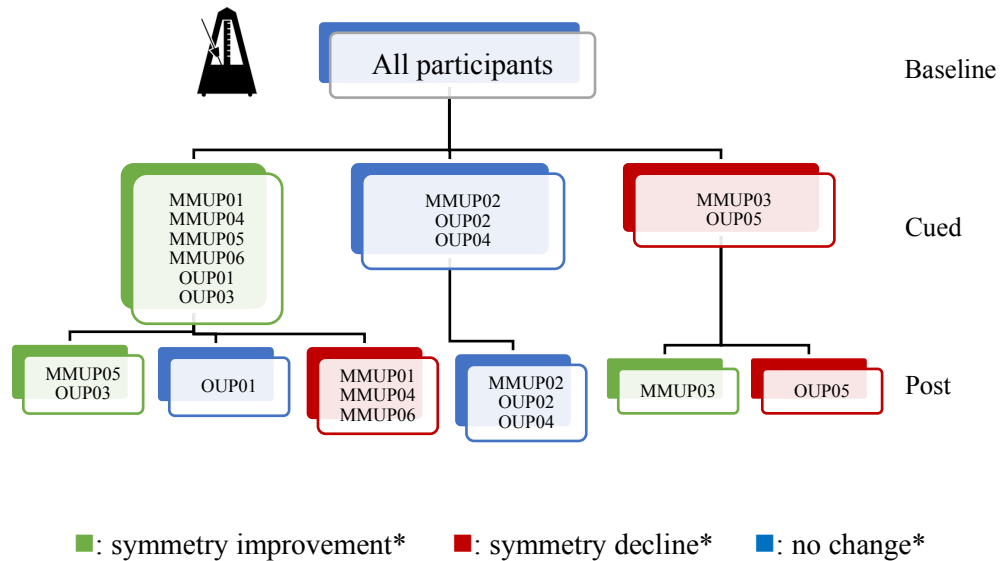 All participants
Baseline
MMUP01
MMUP04
MMUP05
MMUP06
OUP01
OUP03
MMUP02
OUP02
OUP04
MMUP03
OUP05
Cued
MMUP05
OUP03
OUP01
MMUP01
MMUP04
MMUP06
MMUP02
OUP02
OUP04
MMUP03
OUP05
Post
: symmetry improvement* : symmetry decline* : no change*